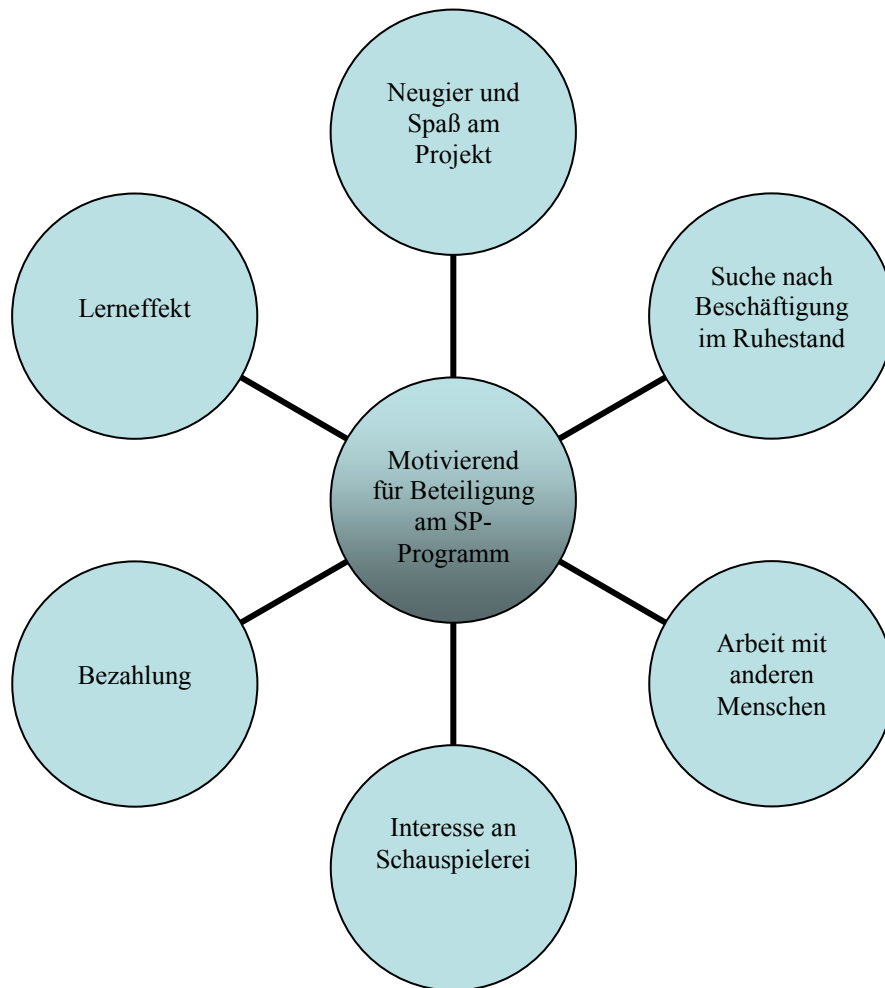 Neugier und
Spaß am
Projekt
Suche nach
Beschäftigung
im Ruhestand
Lerneffekt
Motivierend
für Beteiligung
am SP-
Programm
Arbeit mit
anderen
Menschen
Bezahlung
Interesse an
Schauspielerei